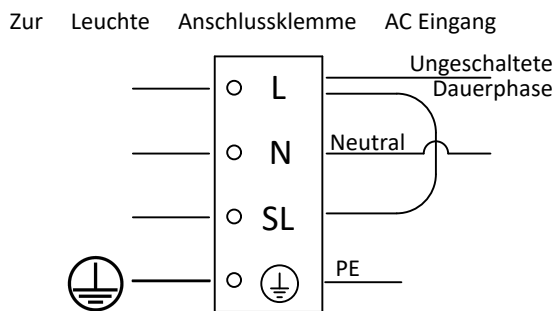 Zur Leuchte Anschlussklemme AC Eingang
Ungeschaltete
Dauerphase
L
N
Neutral
SL
PE